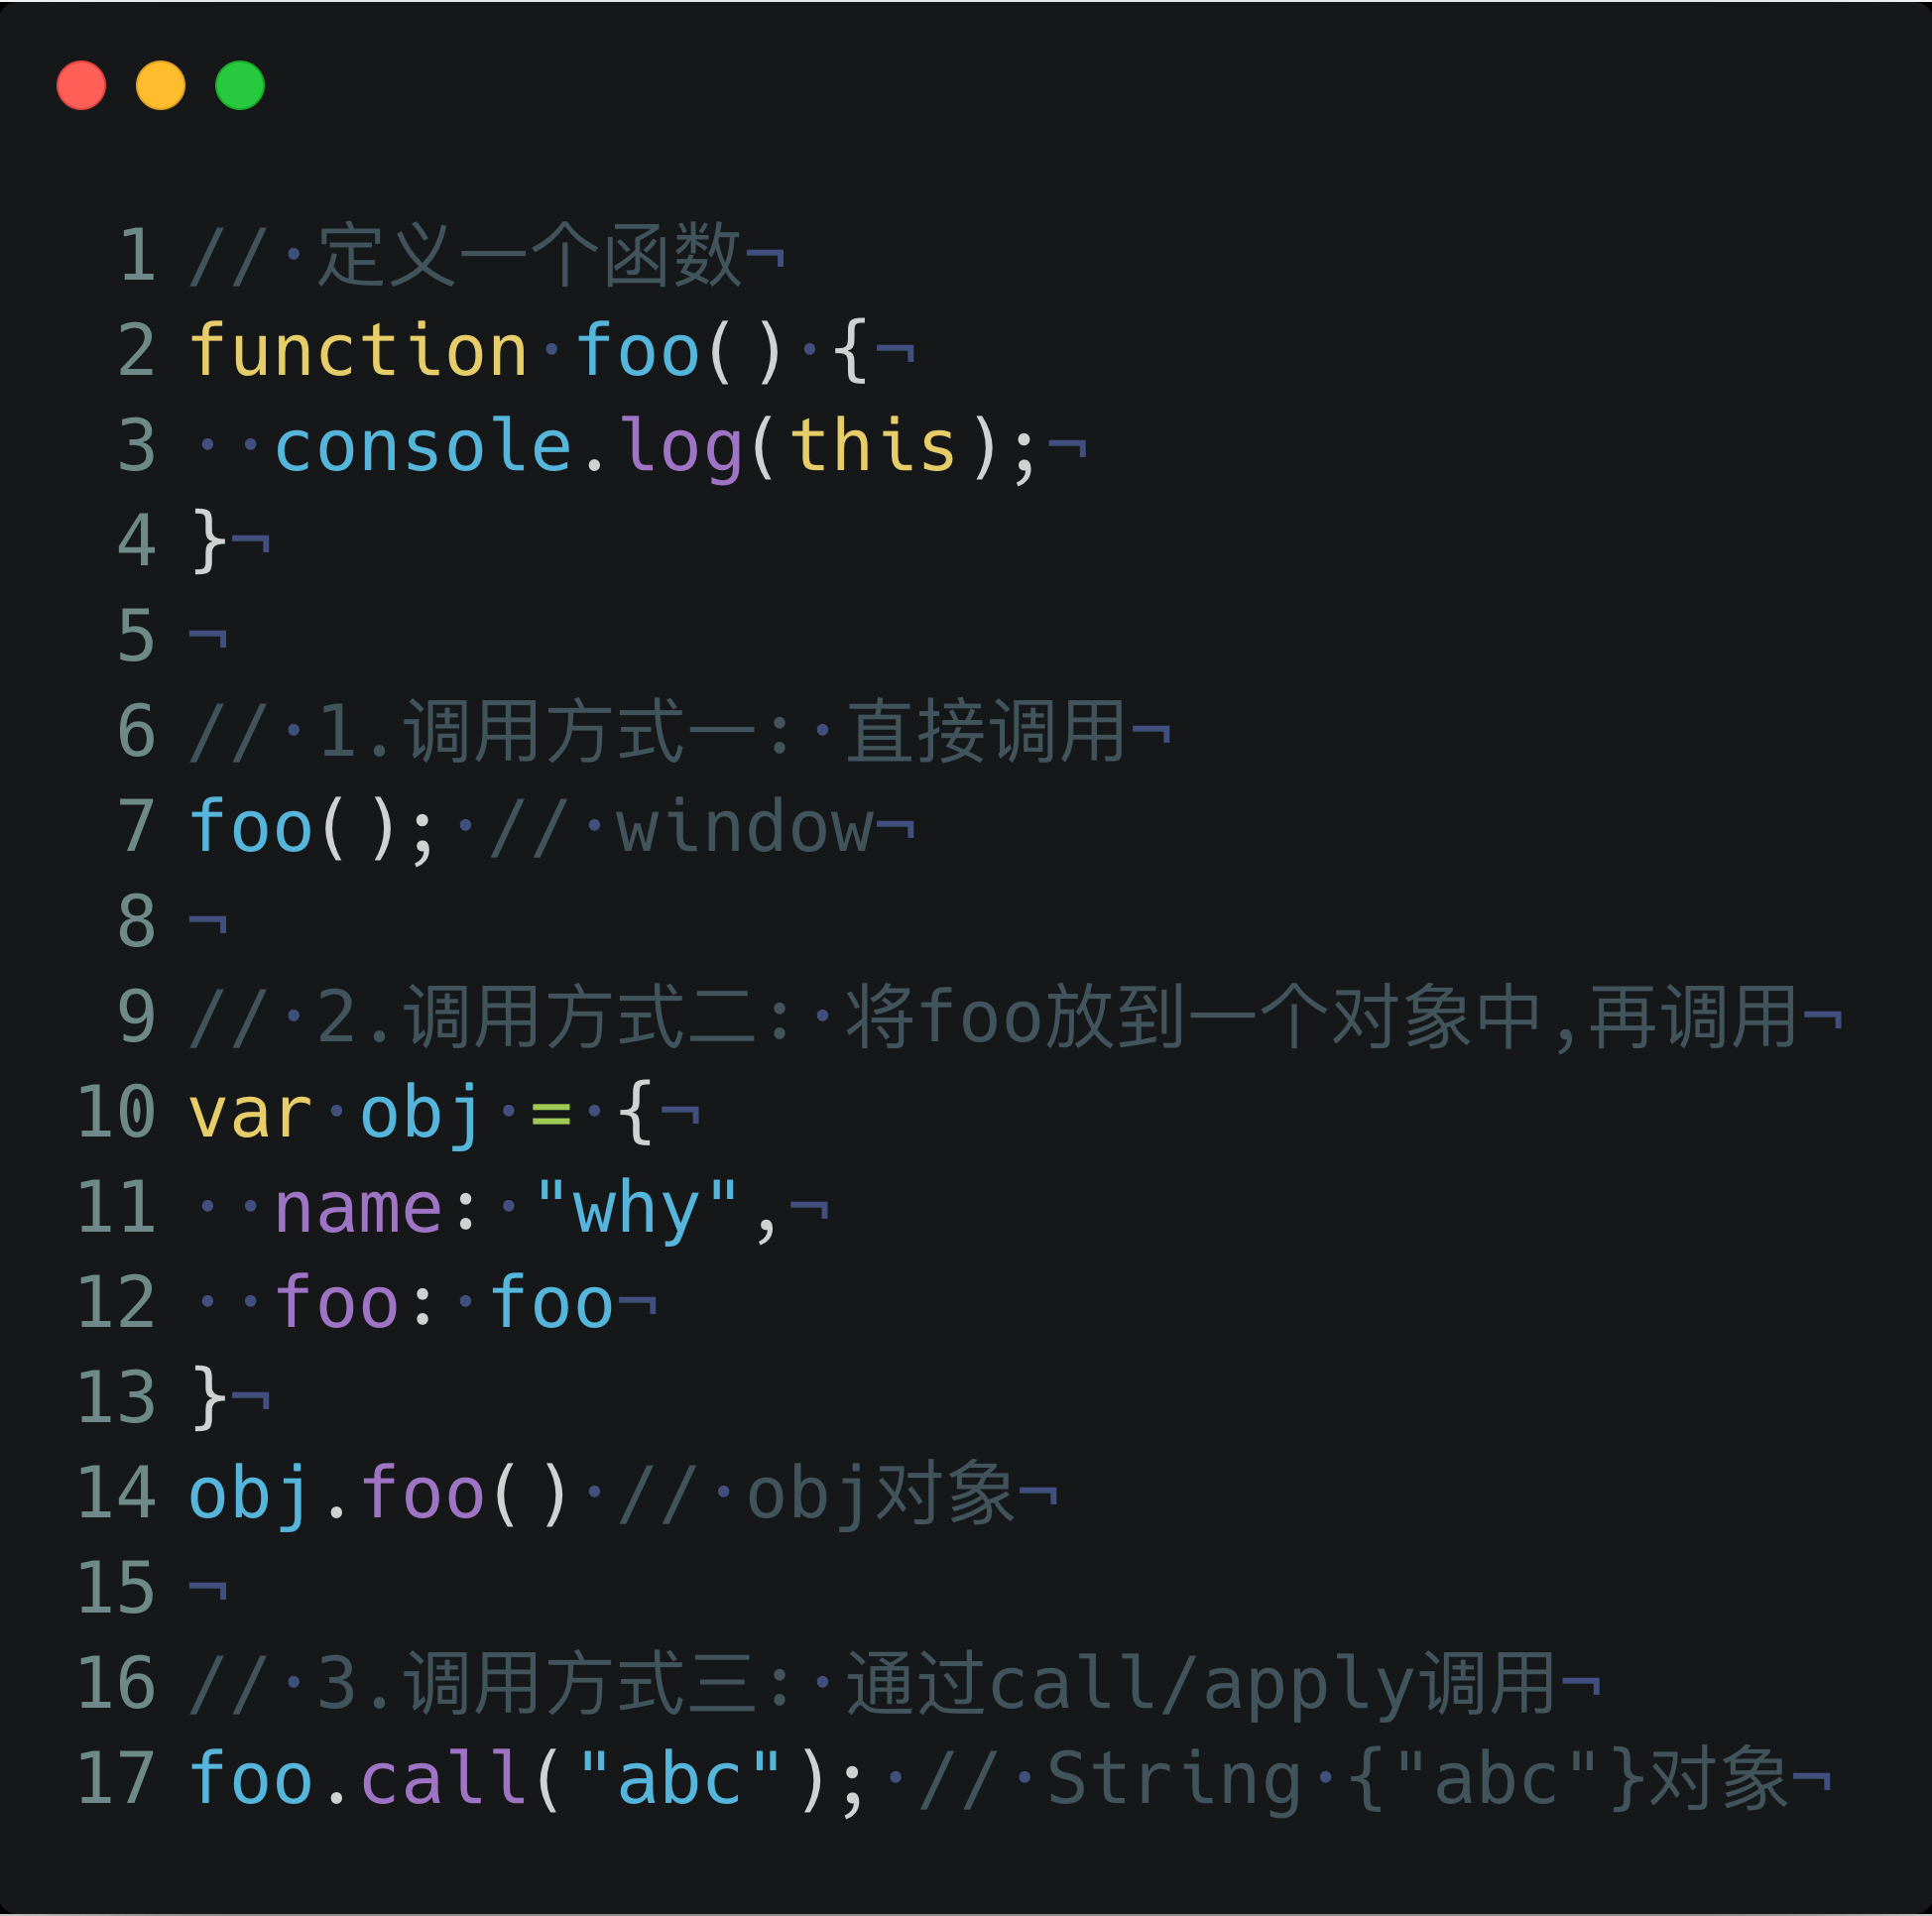 1 // 定义一个函数¬
2 function·foo()·{¬
3 ··console.log(this);¬
4 }¬
5 ¬
6 //·1.调用方式一:·直接调用¬
7 foo();·//·window¬
8 ¬
9 //·2.调用方式二:·将foo放到一个对象中,再调用¬
10 var·obj·=·{¬
11 ··name:·"why",¬
12 ··foo:·foo¬
13 }¬
14 obj.foo()·//·obj对象¬
15 ¬
16 //·3.调用方式三:·通过call/apply调用¬
17 foo.call("abc");·//·String·{"abc"}对象¬